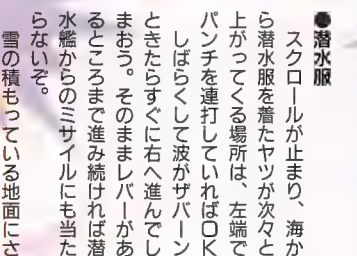 ●潜水服
スクロールが止まり、海か
ら潜水服を着たヤツが次々と
上がってくる場所は、左端で
パンチを連打していればOK
しばらくして波がザバーン
ときたらすぐに右へ進んでし
まおう。そのままレバーがあ
るところまで進み続ければ潜
水艦からのミサイルにも当た
らないぞ。
雪の積もっている地面にさ